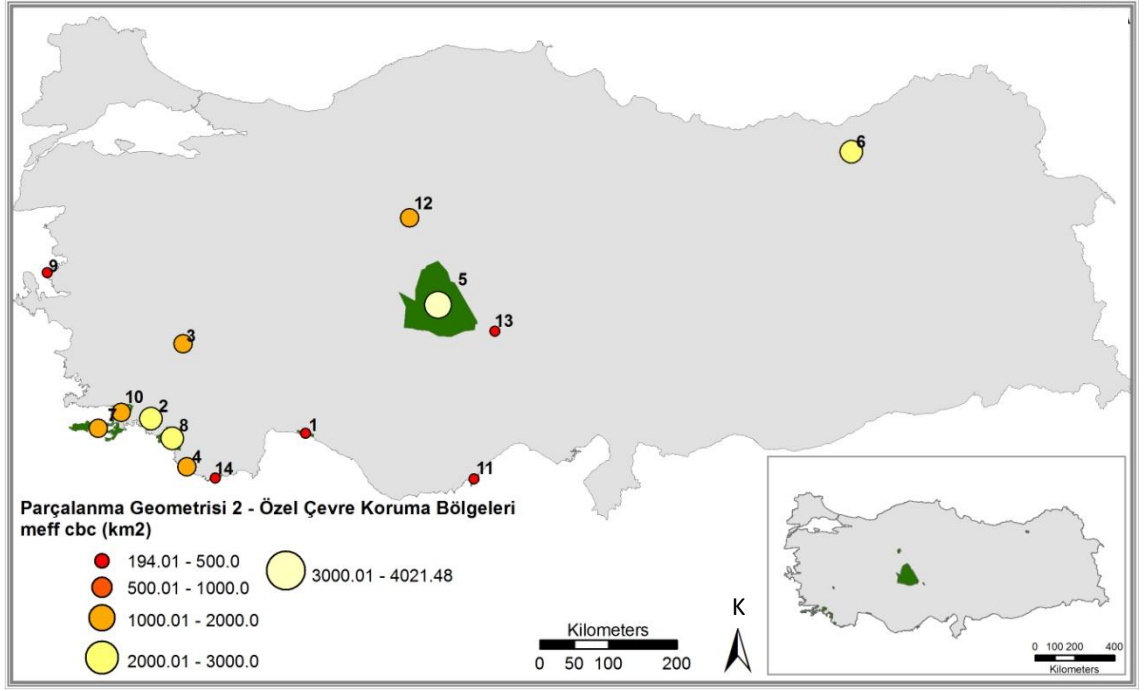 6
12
9
5
13
3
10
2
7
8
1
4
14
11
Parçalanma Geometrisi 2 - Özel Çevre Koruma Bölgeleri
meff cbc (km2)
194.01 - 500.0
500.01 - 1000.0
1000.01 - 2000.0
2000.01 - 3000.0
3000.01 - 4021.48
Kilometers
0 50 100 200
K
0 100 200 400
Kilometers